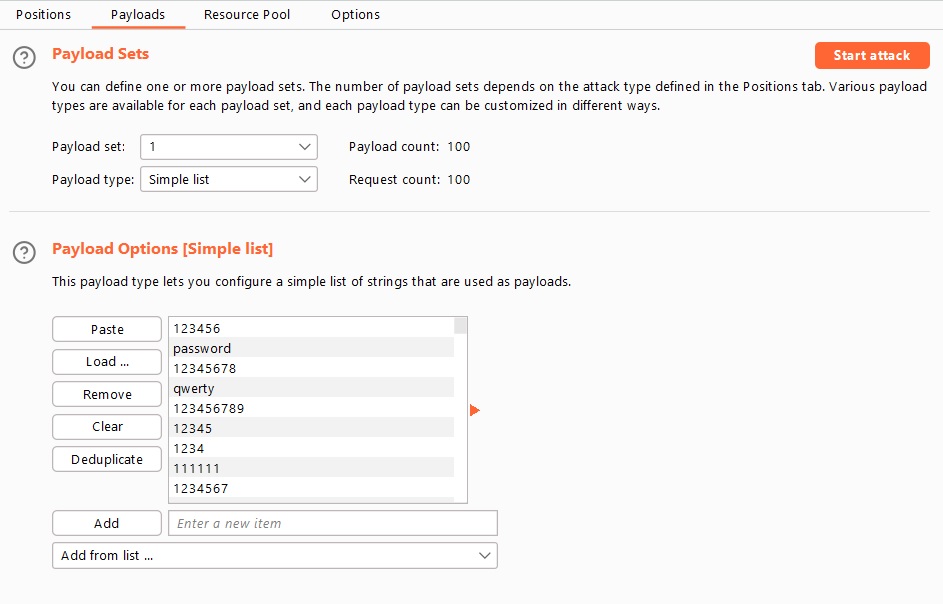 Positions Payloads Resource Pool Options
? Payload Sets Start attack
You can define one or more payload sets. The number of payload sets depends on the attack type defined in the Positions tab. Various payload
types are available for each payload set, and each payload type can be customized in different ways.
Payload set: 1 Payload count: 100
Payload type: Simple list Request count: 100
? Payload Options [Simple list]
This payload type lets you configure a simple list of strings that are used as payloads.
Paste
Load ...
Remove
Clear
Deduplicate
123456
password
12345678
qwerty
123456789
12345
1234
111111
1234567
Add Enter a new item
Add from list ...